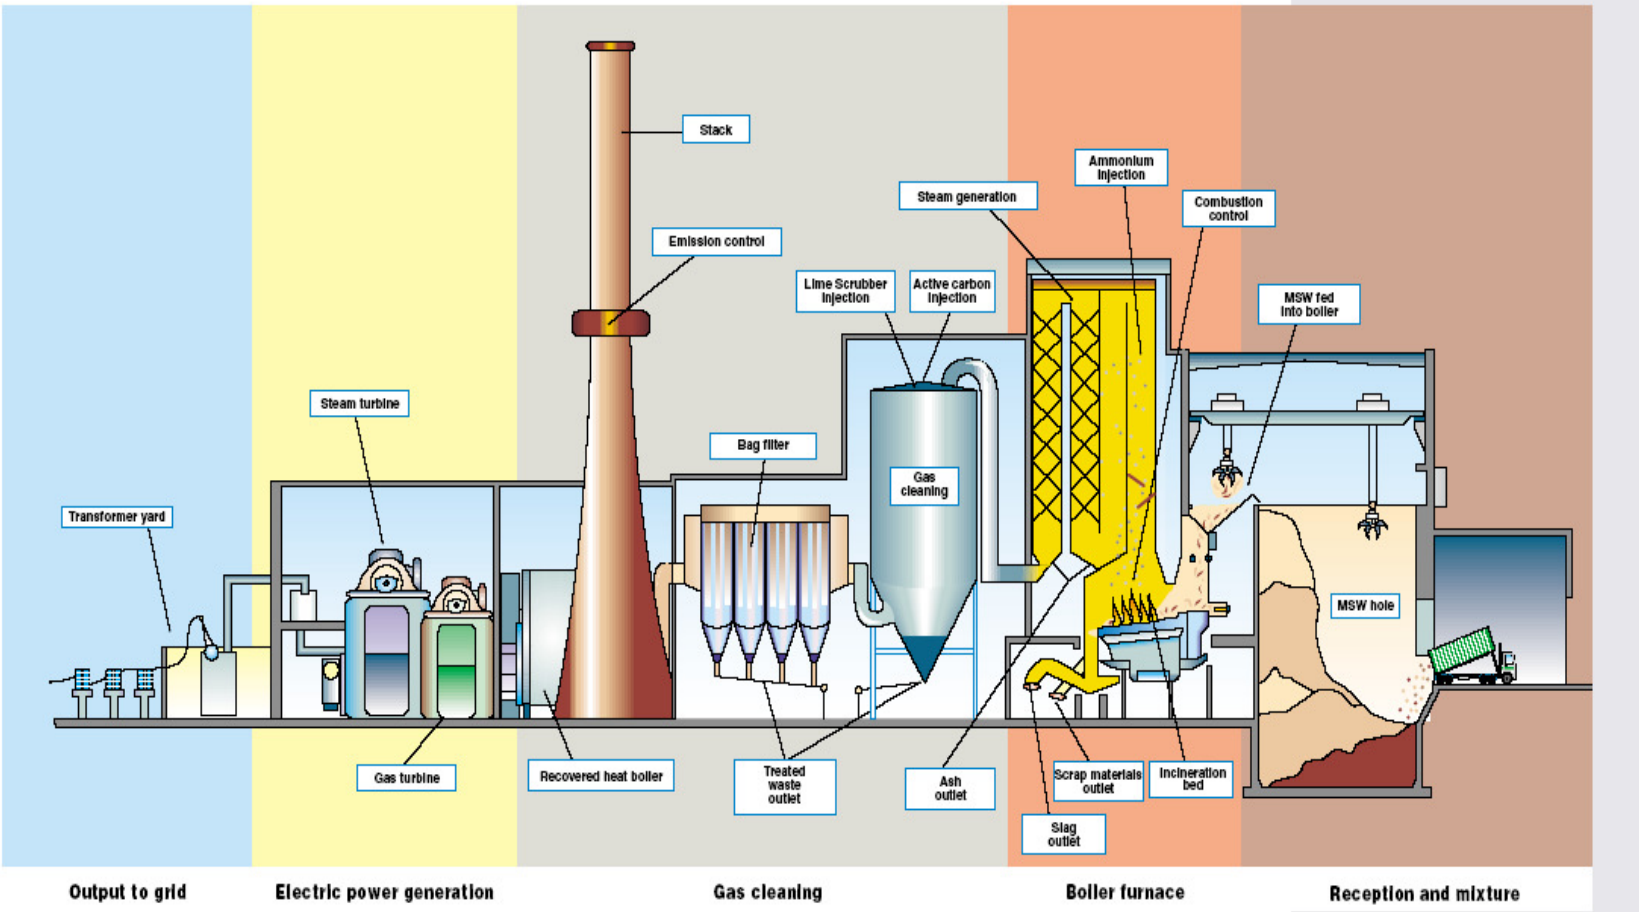 Stack
Ammonium
injection
Steam generation
Combustion
control
Emission control
Lime Scrubber
injection
Active carbon
injection
MSW fed
into boiler
Steam turbine
Bag filter
Gas
cleaning
Transformer yard
MSW hole
Gas turbine
Recovered heat boiler
Treated
waste
outlet
Ash
outlet
Scrap materials
outlet
Incineration
bed
Slag
outlet
Output to grid
Electric power generation
Gas cleaning
Boiler furnace
Reception and mixture